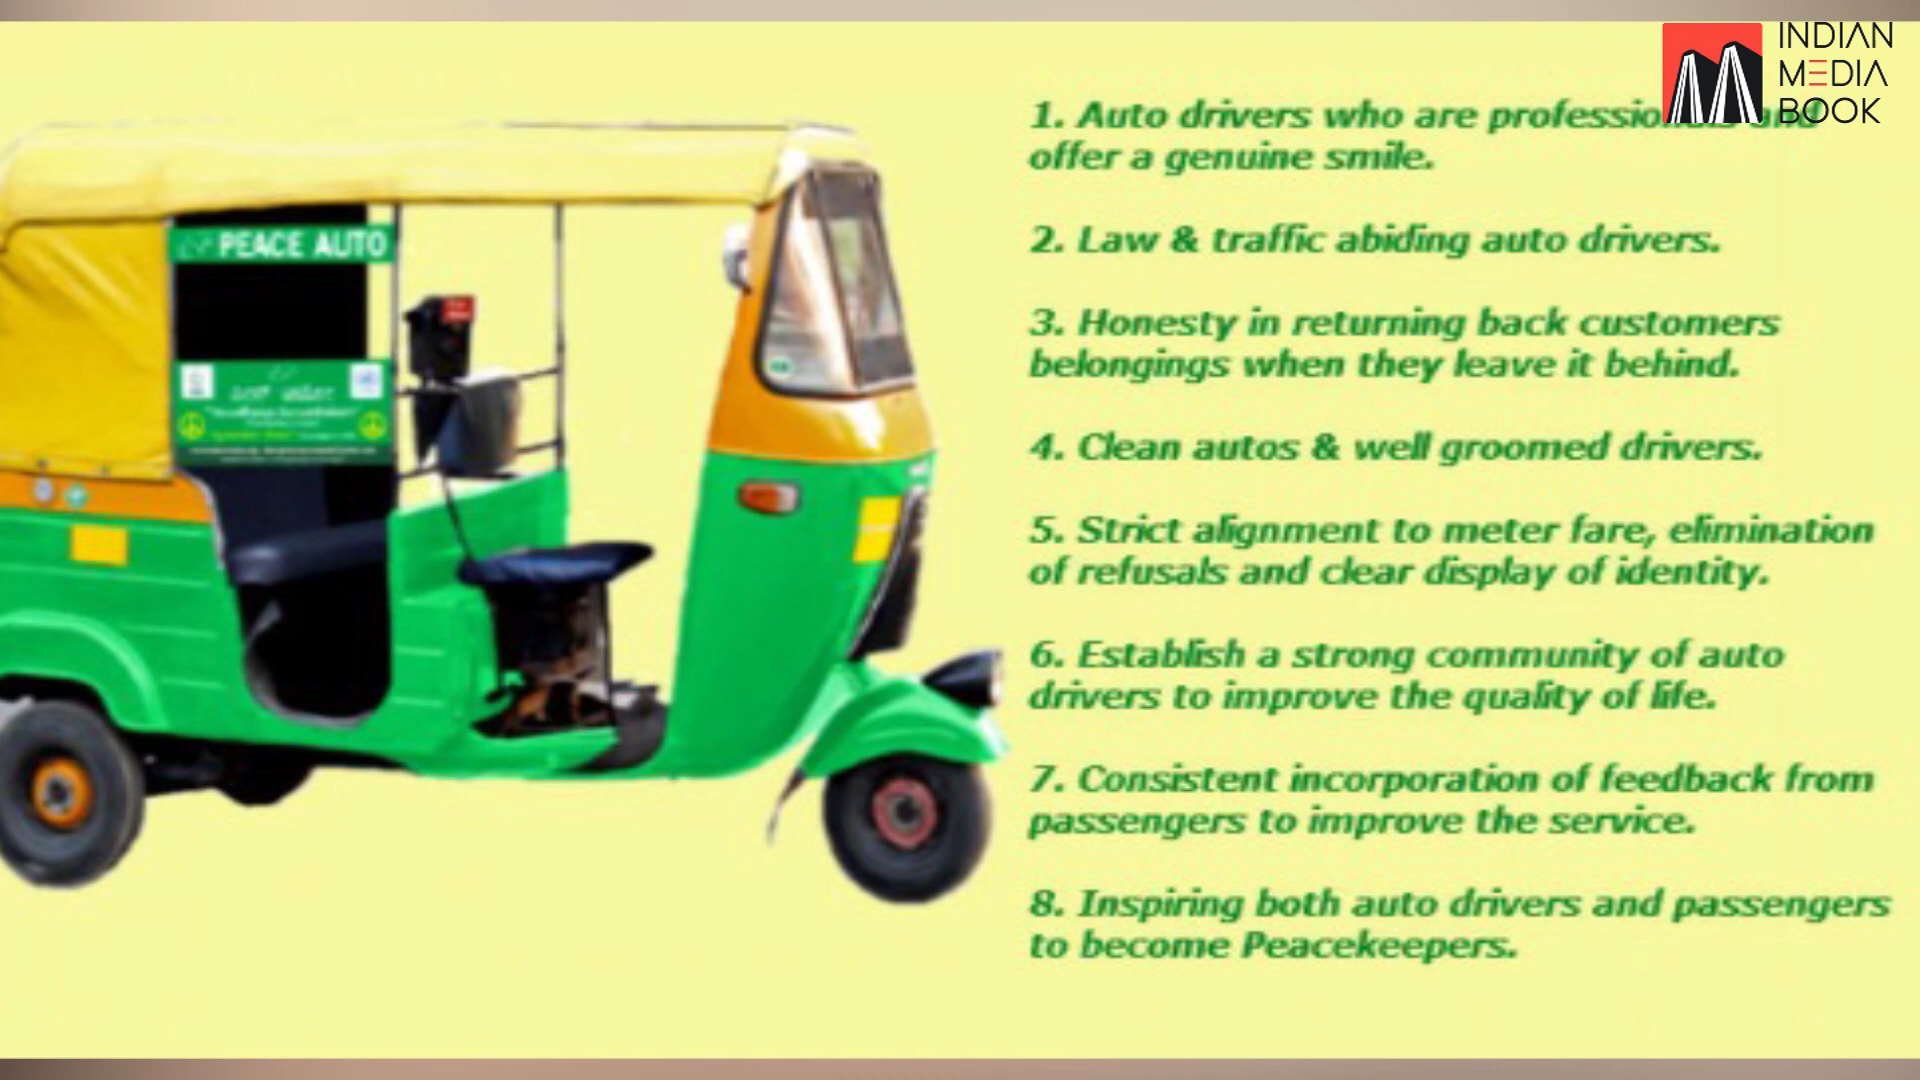 INDIAN
MEDIA
BOOK
PEACE AUTO
1. Auto drivers who are professionals and
offer a genuine smile.
2. Law & traffic abiding auto drivers.
3. Honesty in returning back customers
belongings when they leave it behind.
4. Clean autos & well groomed drivers.
5. Strict alignment to meter fare, elimination
of refusals and clear display of identity.
6. Establish a strong community of auto
drivers to improve the quality of life.
7. Consistent incorporation of feedback from
passengers to improve the service.
8. Inspiring both auto drivers and passengers
to become Peacekeepers.